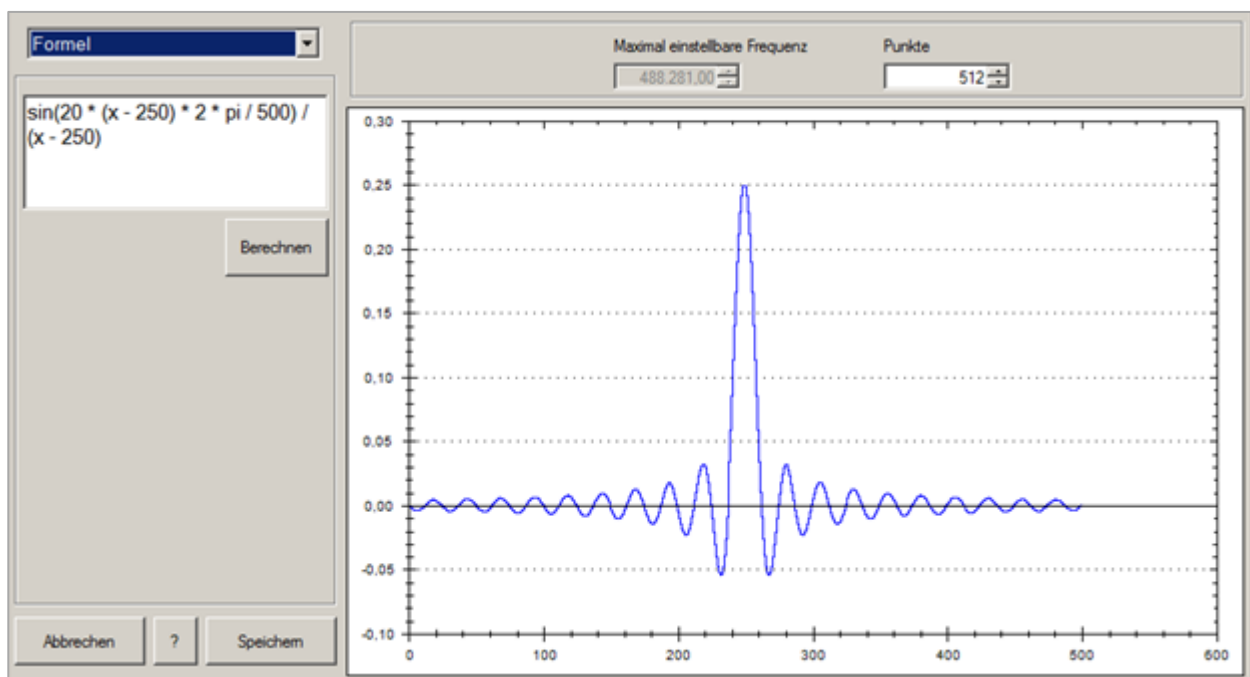 Formel
Maximal einstellbare Frequenz
Punkte
488.281,00
512
sin(20 * (x - 250) * 2 * pi / 500) /
(x - 250)
Berechnen
0,30
0,25
0,20
0,15
0,10
0,05
0,00
-0,05
-0,10
0
100
200
300
400
500
600
Abbrechen
?
Speichern